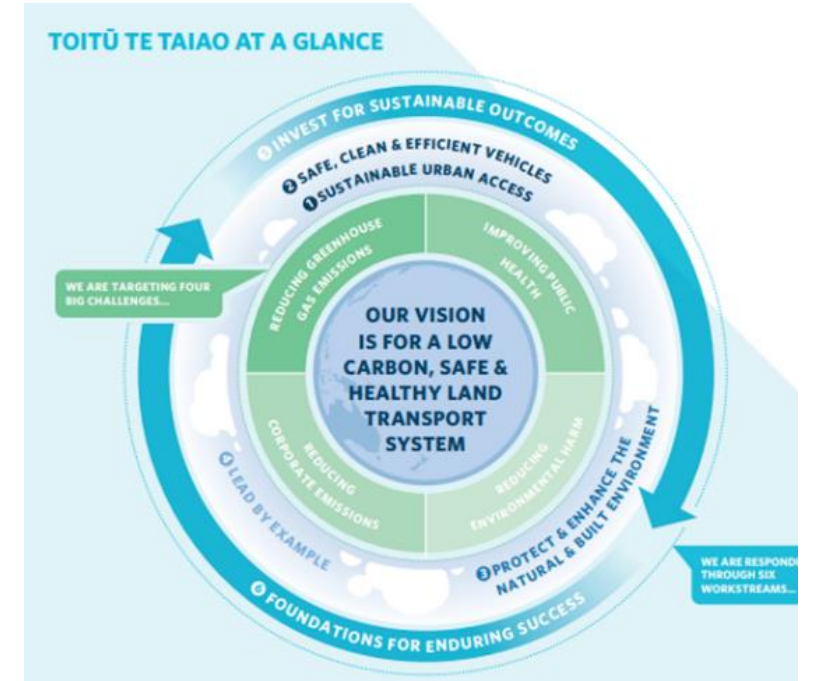 TOITŪ TE TAIAO AT A GLANCE
5 INVEST FOR SUSTAINABLE OUTCOMES
2 SAFE, CLEAN & EFFICIENT VEHICLES
1 SUSTAINABLE URBAN ACCESS
REDUCING GREENHOUSE
GAS EMISSIONS
IMPROVING PUBLIC
HEALTH
WE ARE TARGETING FOUR
BIG CHALLENGES...
OUR VISION
IS FOR A LOW
CARBON, SAFE &
HEALTHY LAND
TRANSPORT
SYSTEM
REDUCING
CORPORATE EMISSIONS
REDUCING
ENVIRONMENTAL HARM
4 LEAD BY EXAMPLE
3 PROTECT & ENHANCE THE
NATURAL & BUILT ENVIRONMENT
6 FOUNDATIONS FOR ENDURING SUCCESS
WE ARE RESPONDI
THROUGH SIX
WORKSTREAMS...